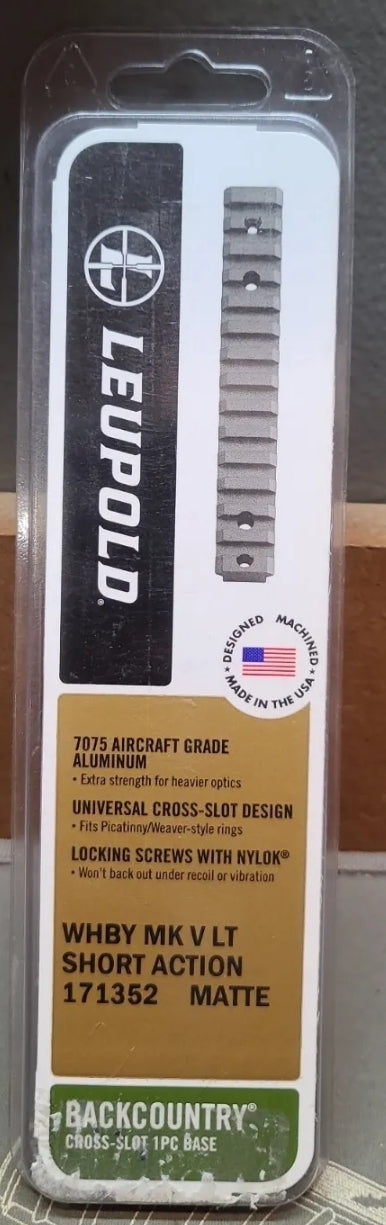 LEUPOLD®
DESIGNED MACHINED
MADE IN THE USA
7075 AIRCRAFT GRADE
ALUMINUM
• Extra strength for heavier optics
UNIVERSAL CROSS-SLOT DESIGN
• Fits Picatinny/Weaver-style rings
LOCKING SCREWS WITH NYLOK®
• Won't back out under recoil or vibration
WHBY MK V LT
SHORT ACTION
171352 MATTE
BACKCOUNTRY®
CROSS-SLOT 1PC BASE